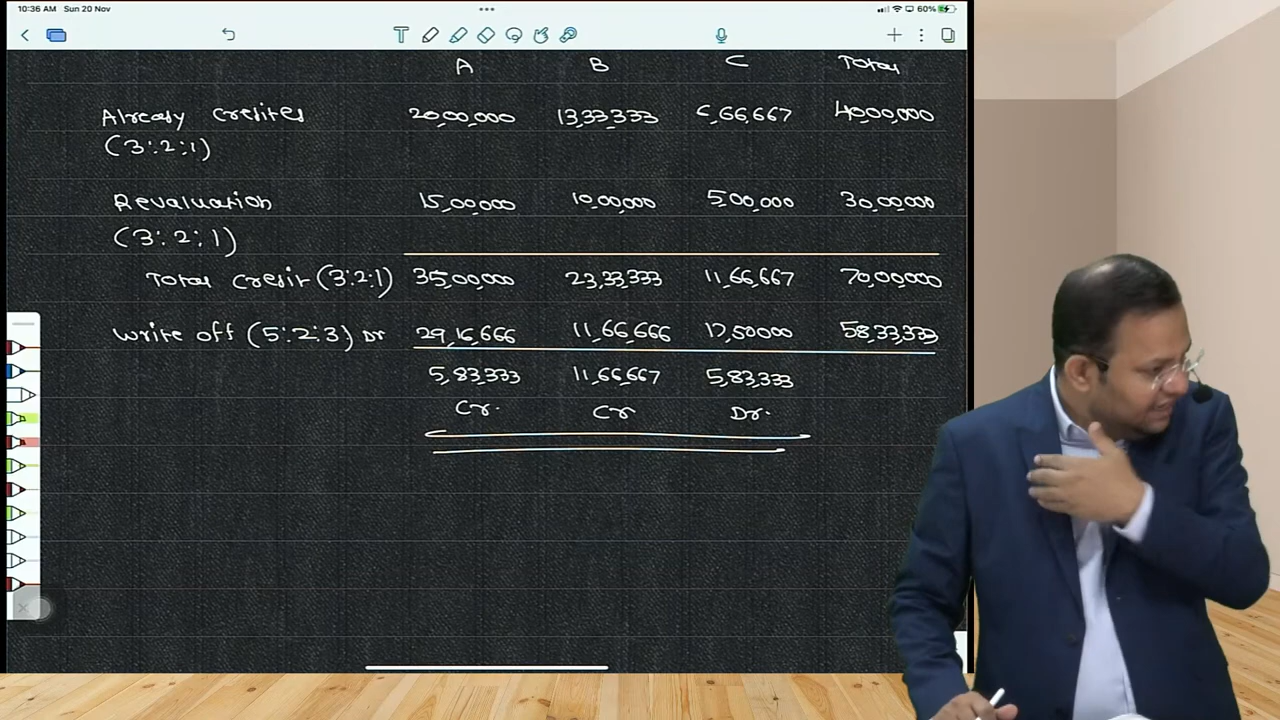 10:36 AM Sun 20 Nov 60%
A B C Total
Already credited 20,00,000 13,33,333 6,66,667 40,00,000
(3:2:1)
Revaluation 15,00,000 10,00,000 5,00,000 30,00,000
(3:2:1)
Total credit (3:2:1) 35,00,000 23,33,333 11,66,667 70,00,000
Write off (5:2:3) Dr 29,16,666 11,66,666 17,50000 58,33,333
5,83,333 11,66,667 5,83,333
Cr. Cr Dr.